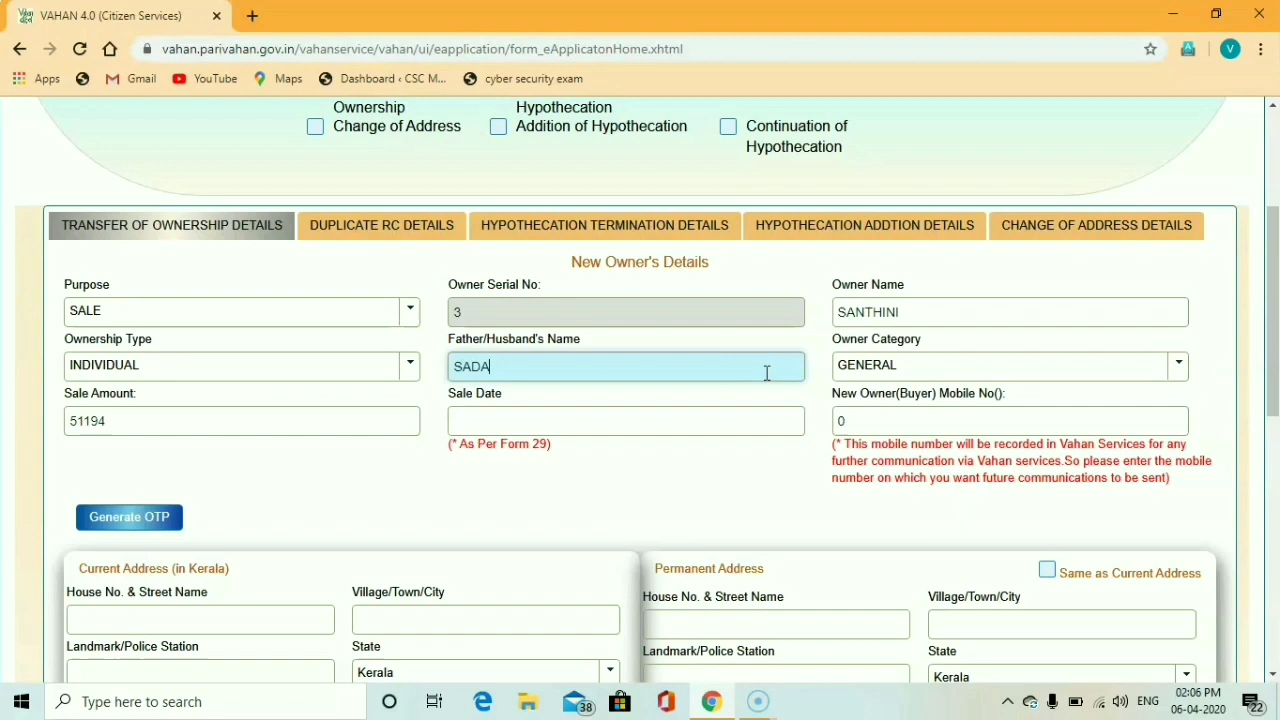 VAHAN 4.0 (Citizen Services)
vahan.parivahan.gov.in/vahanservice/vahan/ui/eapplication/form_eApplicatonHome.xhtml
Apps Gmail YouTube Maps Dashboard ‹ CSC M... cyber security exam
Ownership Hypothecation
Change of Address Addition of Hypothecation Continuation of
Hypothecation
TRANSFER OF OWNERSHIP DETAILS DUPLICATE RC DETAILS HYPOTHECATION TERMINATION DETAILS HYPOTHECATION ADDTION DETAILS CHANGE OF ADDRESS DETAILS
New Owner's Details
Purpose Owner Serial No: Owner Name
SALE 3 SANTHINI
Ownership Type Father/Husband's Name Owner Category
INDIVIDUAL SADA GENERAL
Sale Amount: Sale Date New Owner(Buyer) Mobile No():
51194 0
(* As Per Form 29) (* This mobile number will be recorded in Vahan Services for any
further communication via Vahan services.So please enter the mobile
number on which you want future communications to be sent)
Generate OTP
Current Address (in Kerala) Permanent Address Same as Current Address
House No. & Street Name Village/Town/City House No. & Street Name Village/Town/City
Landmark/Police Station State Landmark/Police Station State
Kerala Kerala
Type here to search 38 ENG 02:06 PM
06-04-2020 22